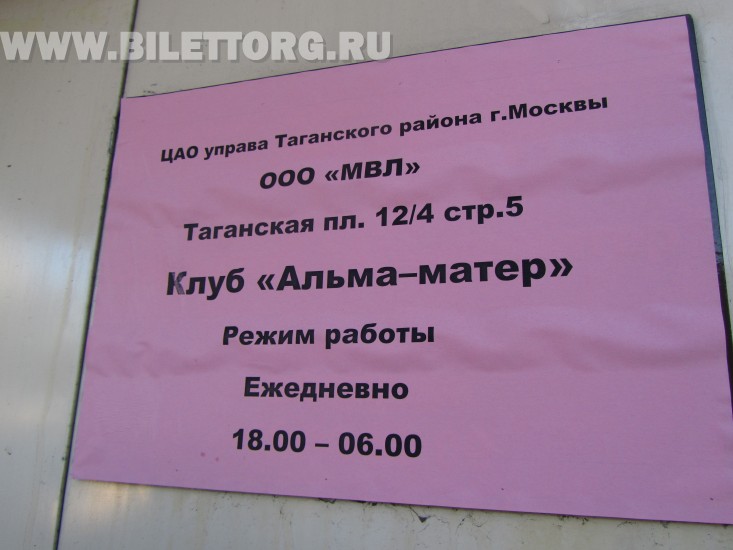 WWW.BILETTORG.RU
ЦАО управа Таганского района г.Москвы
ООО «МВЛ»
Таганская пл. 12/4 стр.5
Клуб «Альма–матер»
Режим работы
Ежедневно
18.00 – 06.00